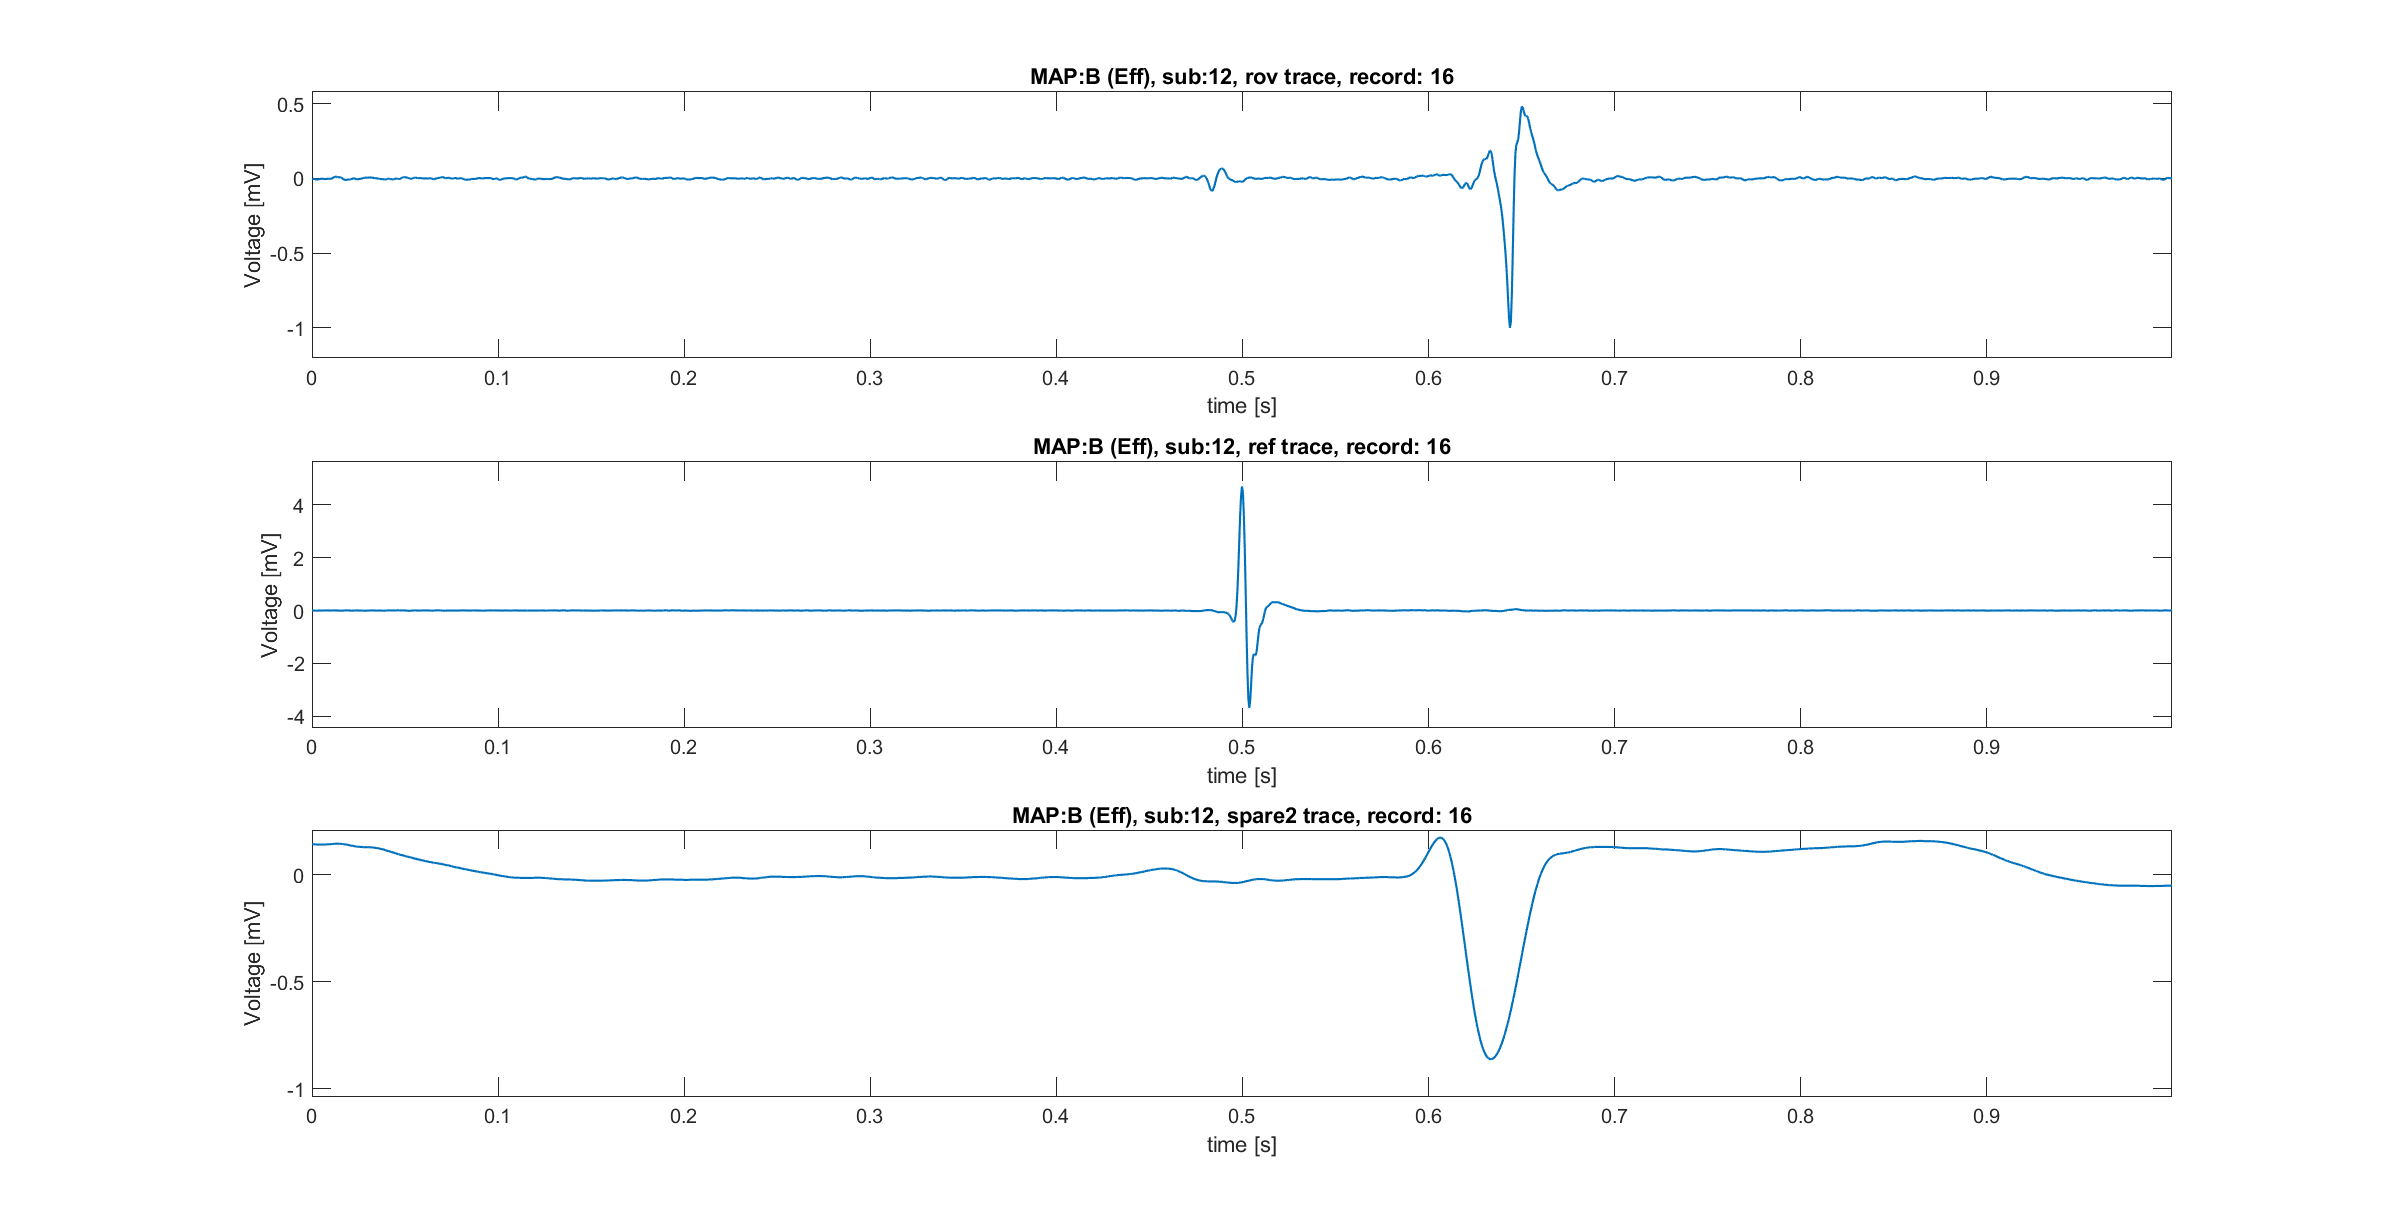 MAP:B (Eff), sub:12, rov trace, record: 16
0.5
0
-0.5
-1
Voltage [mV]
0 0.1 0.2 0.3 0.4 0.5 0.6 0.7 0.8 0.9
time [s]
MAP:B (Eff), sub:12, ref trace, record: 16
4
2
0
-2
-4
Voltage [mV]
0 0.1 0.2 0.3 0.4 0.5 0.6 0.7 0.8 0.9
time [s]
MAP:B (Eff), sub:12, spare2 trace, record: 16
0
-0.5
-1
Voltage [mV]
0 0.1 0.2 0.3 0.4 0.5 0.6 0.7 0.8 0.9
time [s]